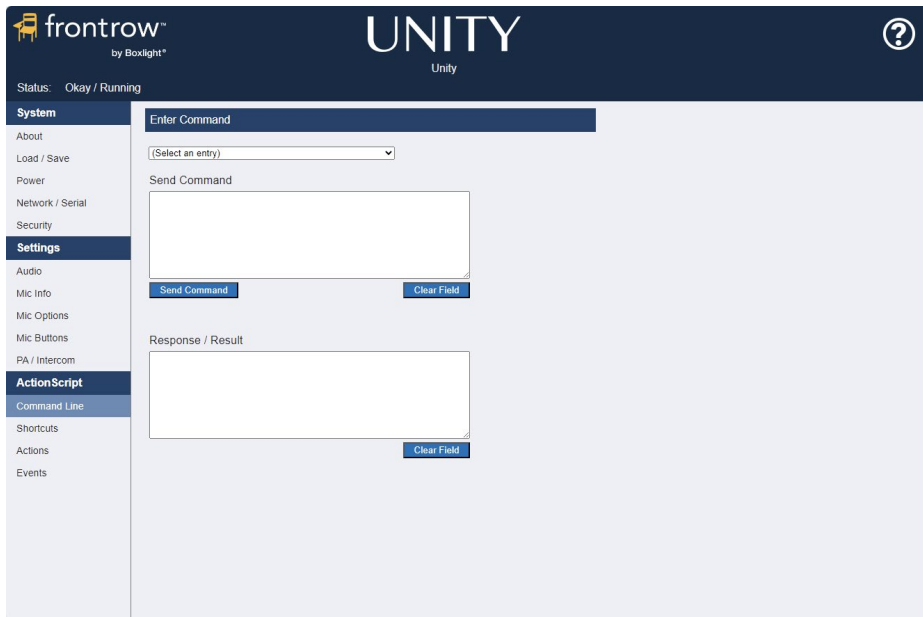 frontrow™
by Boxlight®
UNITY
Unity
Status: Okay / Running
System
About
Load / Save
Power
Network / Serial
Security
Settings
Audio
Mic Info
Mic Options
Mic Buttons
PA / Intercom
ActionScript
Command Line
Shortcuts
Actions
Events
Enter Command
(Select an entry)
Send Command
Send Command Clear Field
Response / Result
Clear Field